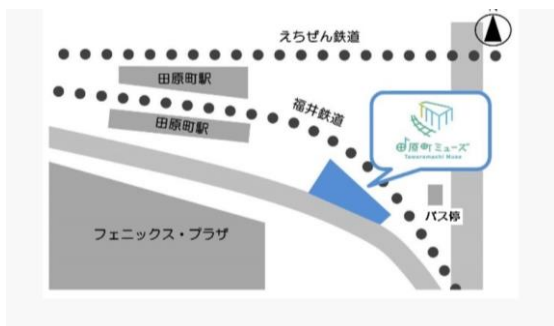 N
えちぜん鉄道
田原町駅
福井鉄道
田原町駅
田原町ミューズ
Tawaramachi Muse
バス停
フェニックス・プラザ